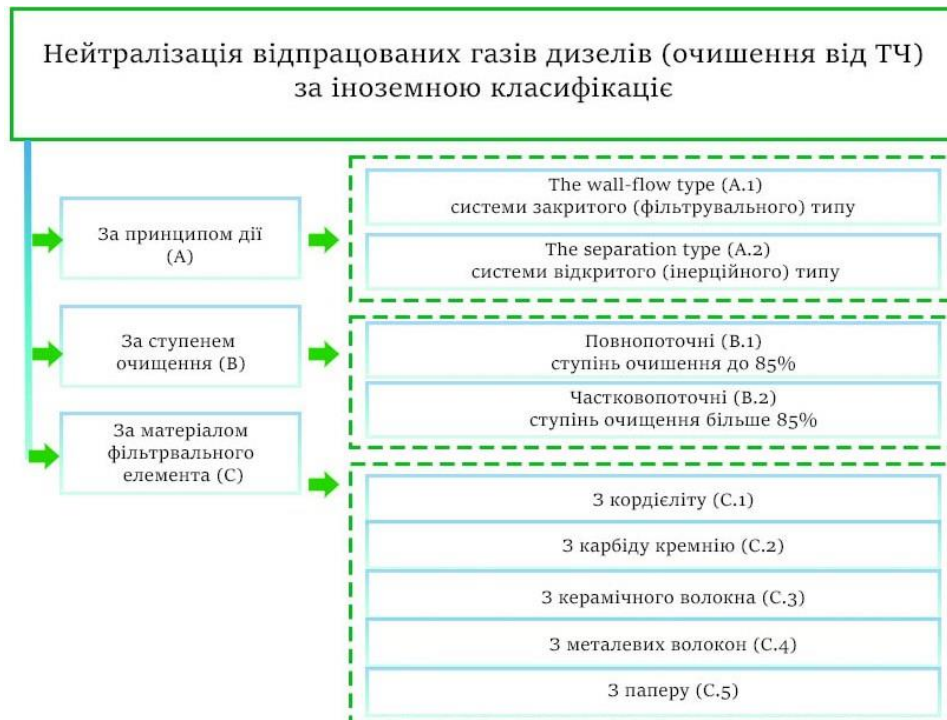 Нейтралізація відпрацованих газів дизелів (очишення від ТЧ)
за іноземною класифікаціє
За принципом дії
(А)
The wall-flow type (A.1)
системи закритого (фільтрувального) типу
The separation type (A.2)
системи відкритого (інерційного) типу
За ступенем
очищення (В)
Повнопоточні (B.1)
ступінь очишення до 85%
Частковопоточні (B.2)
ступінь очищення більше 85%
За матеріалом
фільтрвального
елемента (С)
З кордієліту (С.1)
З карбіду кремнію (С.2)
З керамічного волокна (С.3)
З металевих волокон (С.4)
З паперу (С.5)